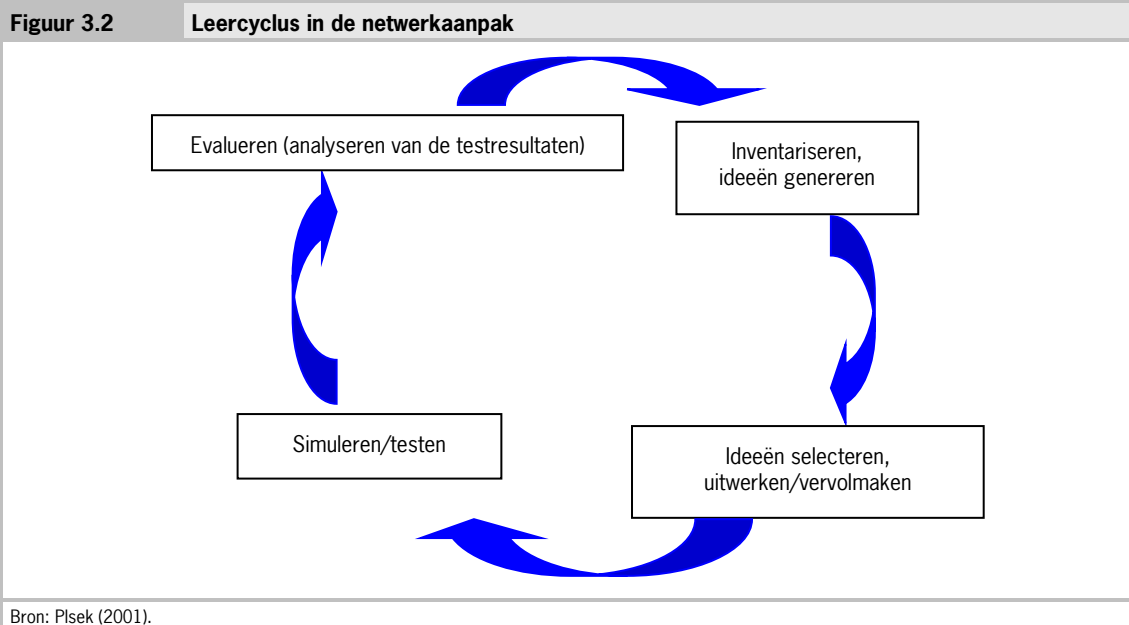 Figuur 3.2 Leercyclus in de netwerkaanpak
Evalueren (analyseren van de testresultaten)
Inventariseren,
ideeën genereren
Simuleren/testen
Ideeën selecteren,
uitwerken/vervolmaken
Bron: Plsek (2001).